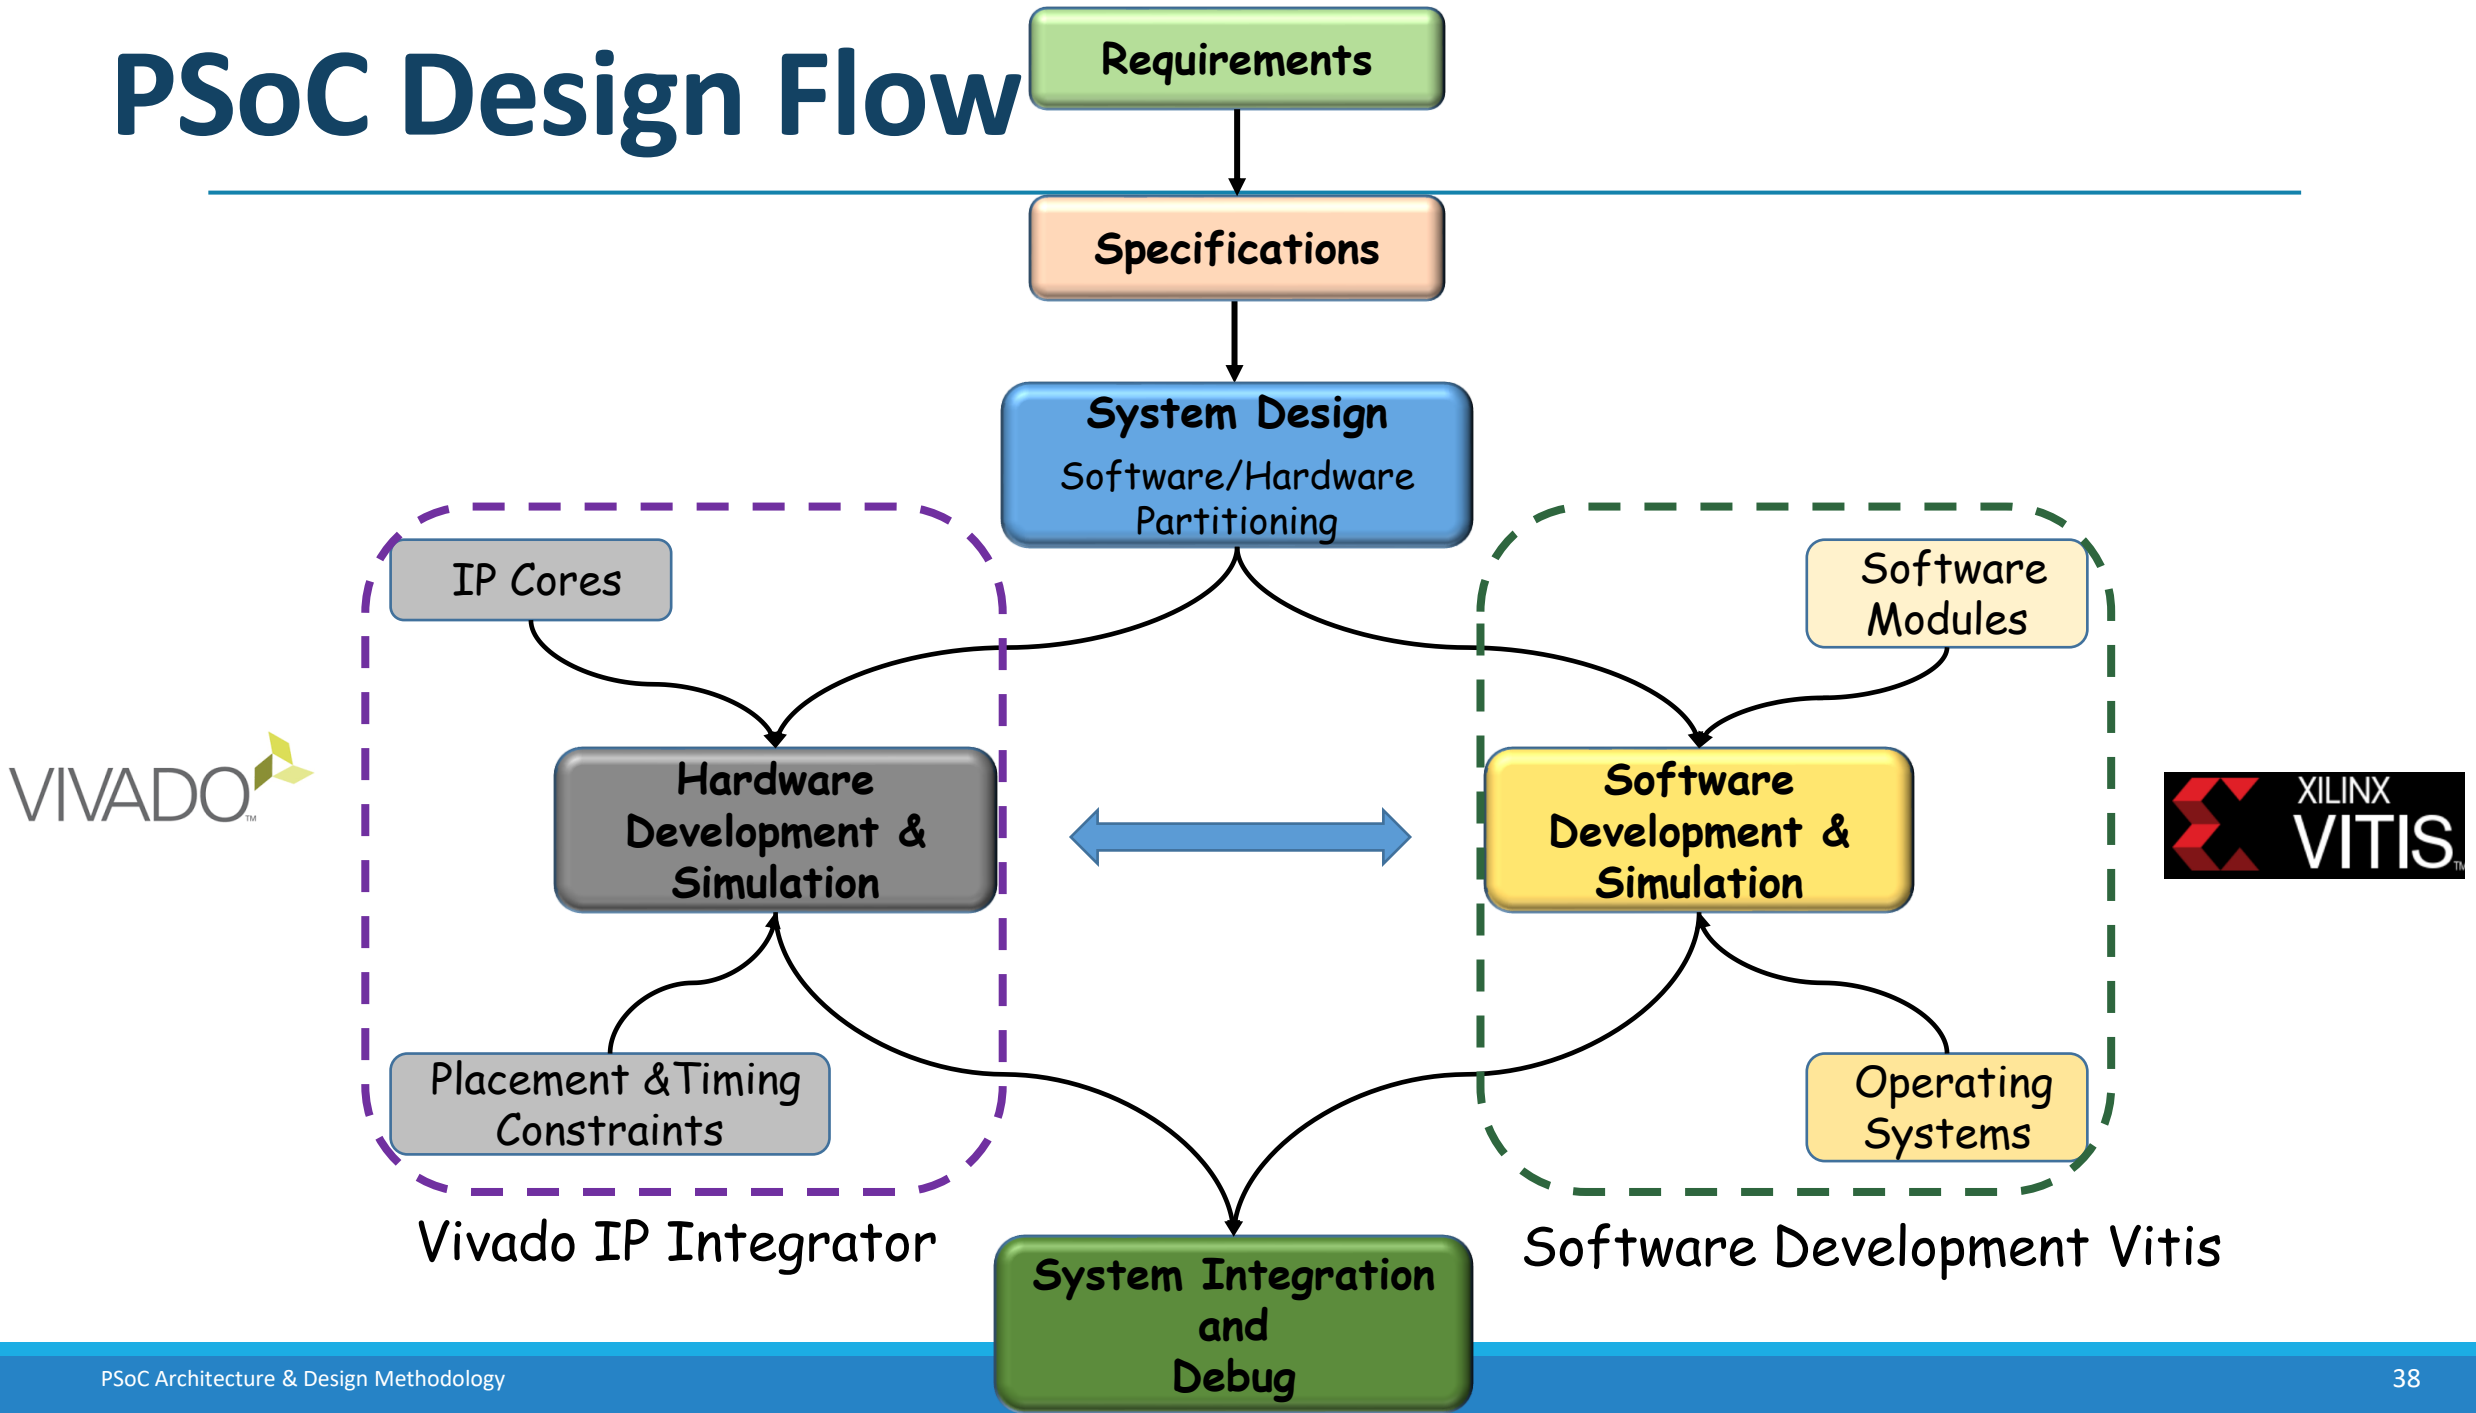 PSoC Design Flow
Requirements
Specifications
System Design
Software/Hardware
Partitioning
IP Cores
Software
Modules
VIVADO™
Hardware
Development &
Simulation
Software
Development &
Simulation
XILINX
VITIS™
Placement &Timing
Constraints
Operating
Systems
Vivado IP Integrator
Software Development Vitis
System Integration
and
Debug
PSoC Architecture & Design Methodology
38